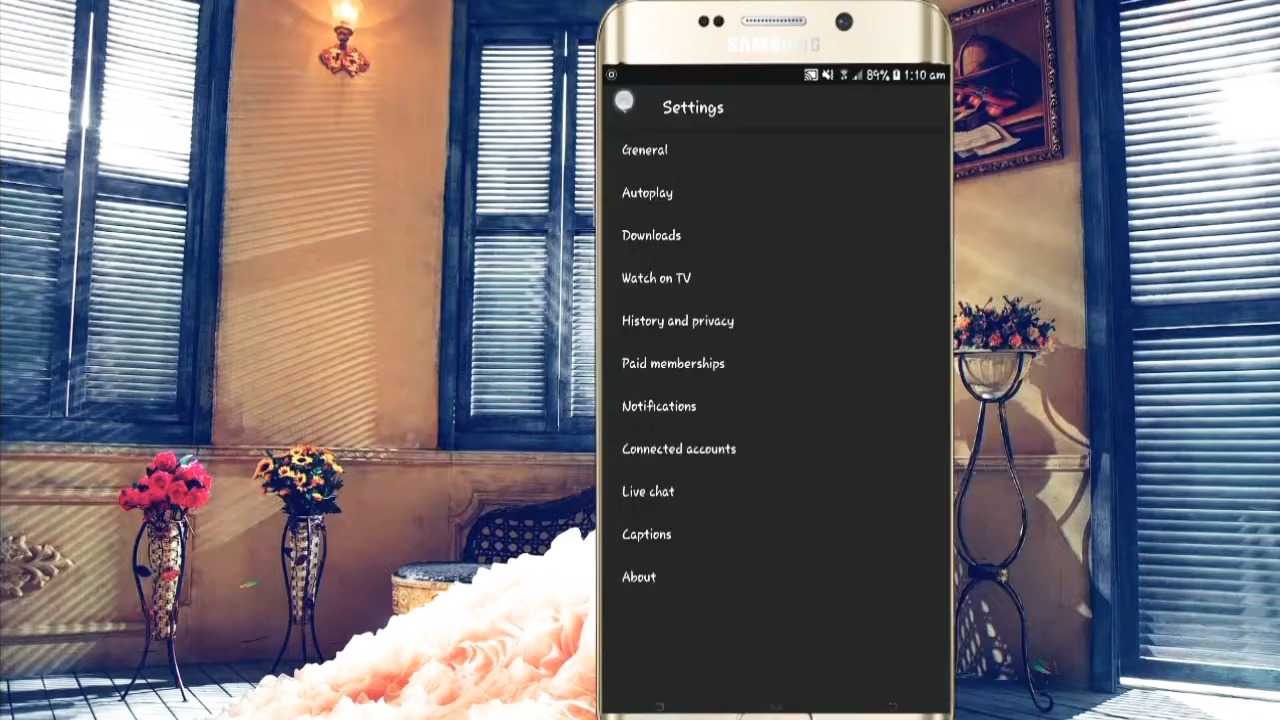 SAMSUNG
89% 1:10 am
Settings
General
Autoplay
Downloads
Watch on TV
History and privacy
Paid memberships
Notifications
Connected accounts
Live chat
Captions
About